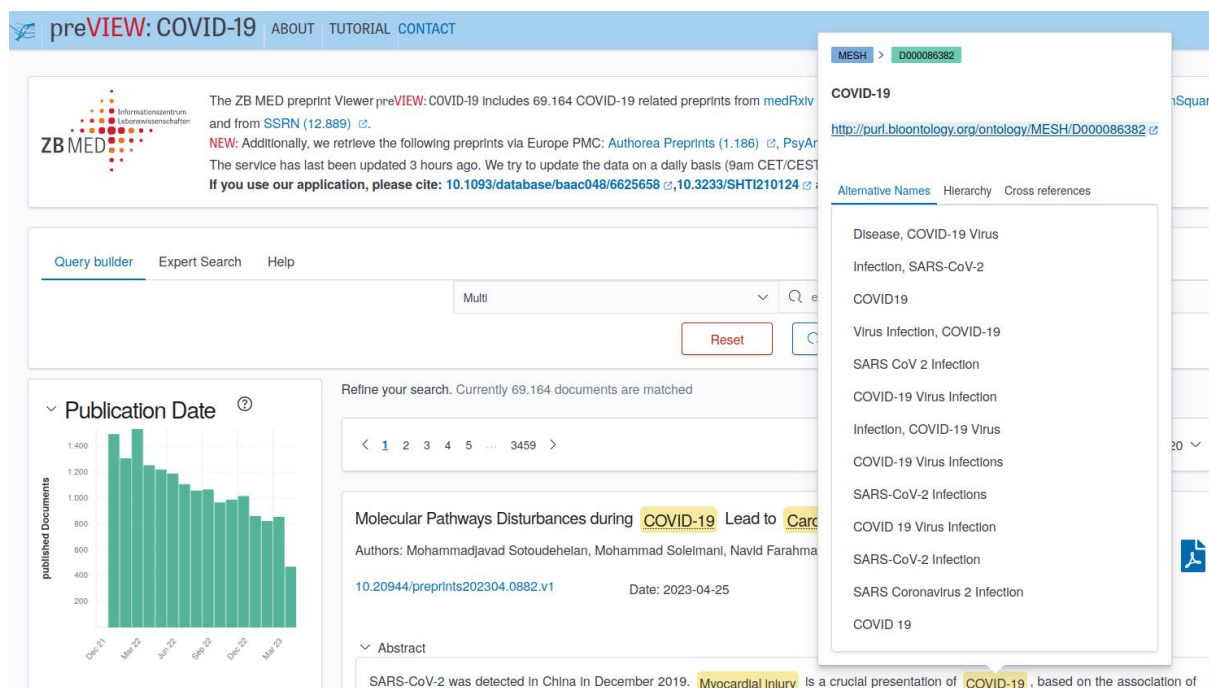 preVIEW: COVID-19 ABOUT TUTORIAL CONTACT
Informationszentrum
Lebenswissenschaften
ZB MED
The ZB MED preprint Viewer preVIEW: COVID-19 includes 69.164 COVID-19 related preprints from medRxiv
and from SSRN (12.889)
NEW: Additionally, we retrieve the following preprints via Europe PMC: Authorea Preprints (1.186) , PsyAr
The service has last been updated 3 hours ago. We try to update the data on a daily basis (9am CET/CEST
If you use our application, please cite: 10.1093/database/baac048/6625658 ,10.3233/SHTI210124
nSquar
MESH > D000086382
COVID-19
http://purl.bioontology.org/ontology/MESH/D000086382
Alternative Names Hierarchy Cross references
Disease, COVID-19 Virus
Infection, SARS-CoV-2
COVID19
Virus Infection, COVID-19
SARS CoV 2 Infection
COVID-19 Virus Infection
Infection, COVID-19 Virus
COVID-19 Virus Infections
SARS-CoV-2 Infections
COVID 19 Virus Infection
SARS-CoV-2 Infection
SARS Coronavirus 2 Infection
COVID 19
Query builder Expert Search Help
Multi
Reset
Publication Date
published Documents
1.400
1.200
1.000
800
600
400
200
Dec 21 Mar 22 Jun 22 Sep 22 Dec 22 Mar 23
Refine your search. Currently 69.164 documents are matched
< 1 2 3 4 5 ... 3459 >
20
Molecular Pathways Disturbances during COVID-19 Lead to Card
Authors: Mohammadjavad Sotoudeheian, Mohammad Soleimani, Navid Farahma
10.20944/preprints202304.0882.v1 Date: 2023-04-25
Abstract
SARS-CoV-2 was detected in China in December 2019. Myocardial injury is a crucial presentation of COVID-19 , based on the association of